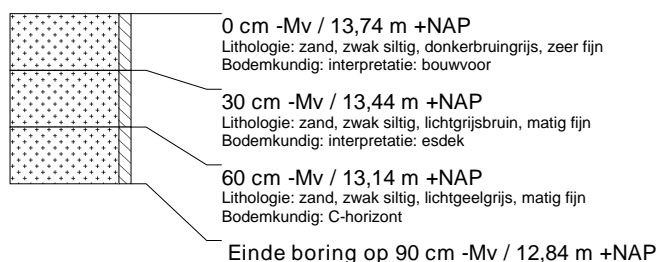 0 cm -Mv / 13,74 m +NAP
Lithologie: zand, zwak siltig, donkerbruingrijs, zeer fijn
Bodemkundig: interpretatie: bouwvoor
30 cm -Mv / 13,44 m +NAP
Lithologie: zand, zwak siltig, lichtgrijsbruin, matig fijn
Bodemkundig: interpretatie: esdek
60 cm -Mv / 13,14 m +NAP
Lithologie: zand, zwak siltig, lichtgeelgrijs, matig fijn
Bodemkundig: C-horizont
Einde boring op 90 cm -Mv / 12,84 m +NAP